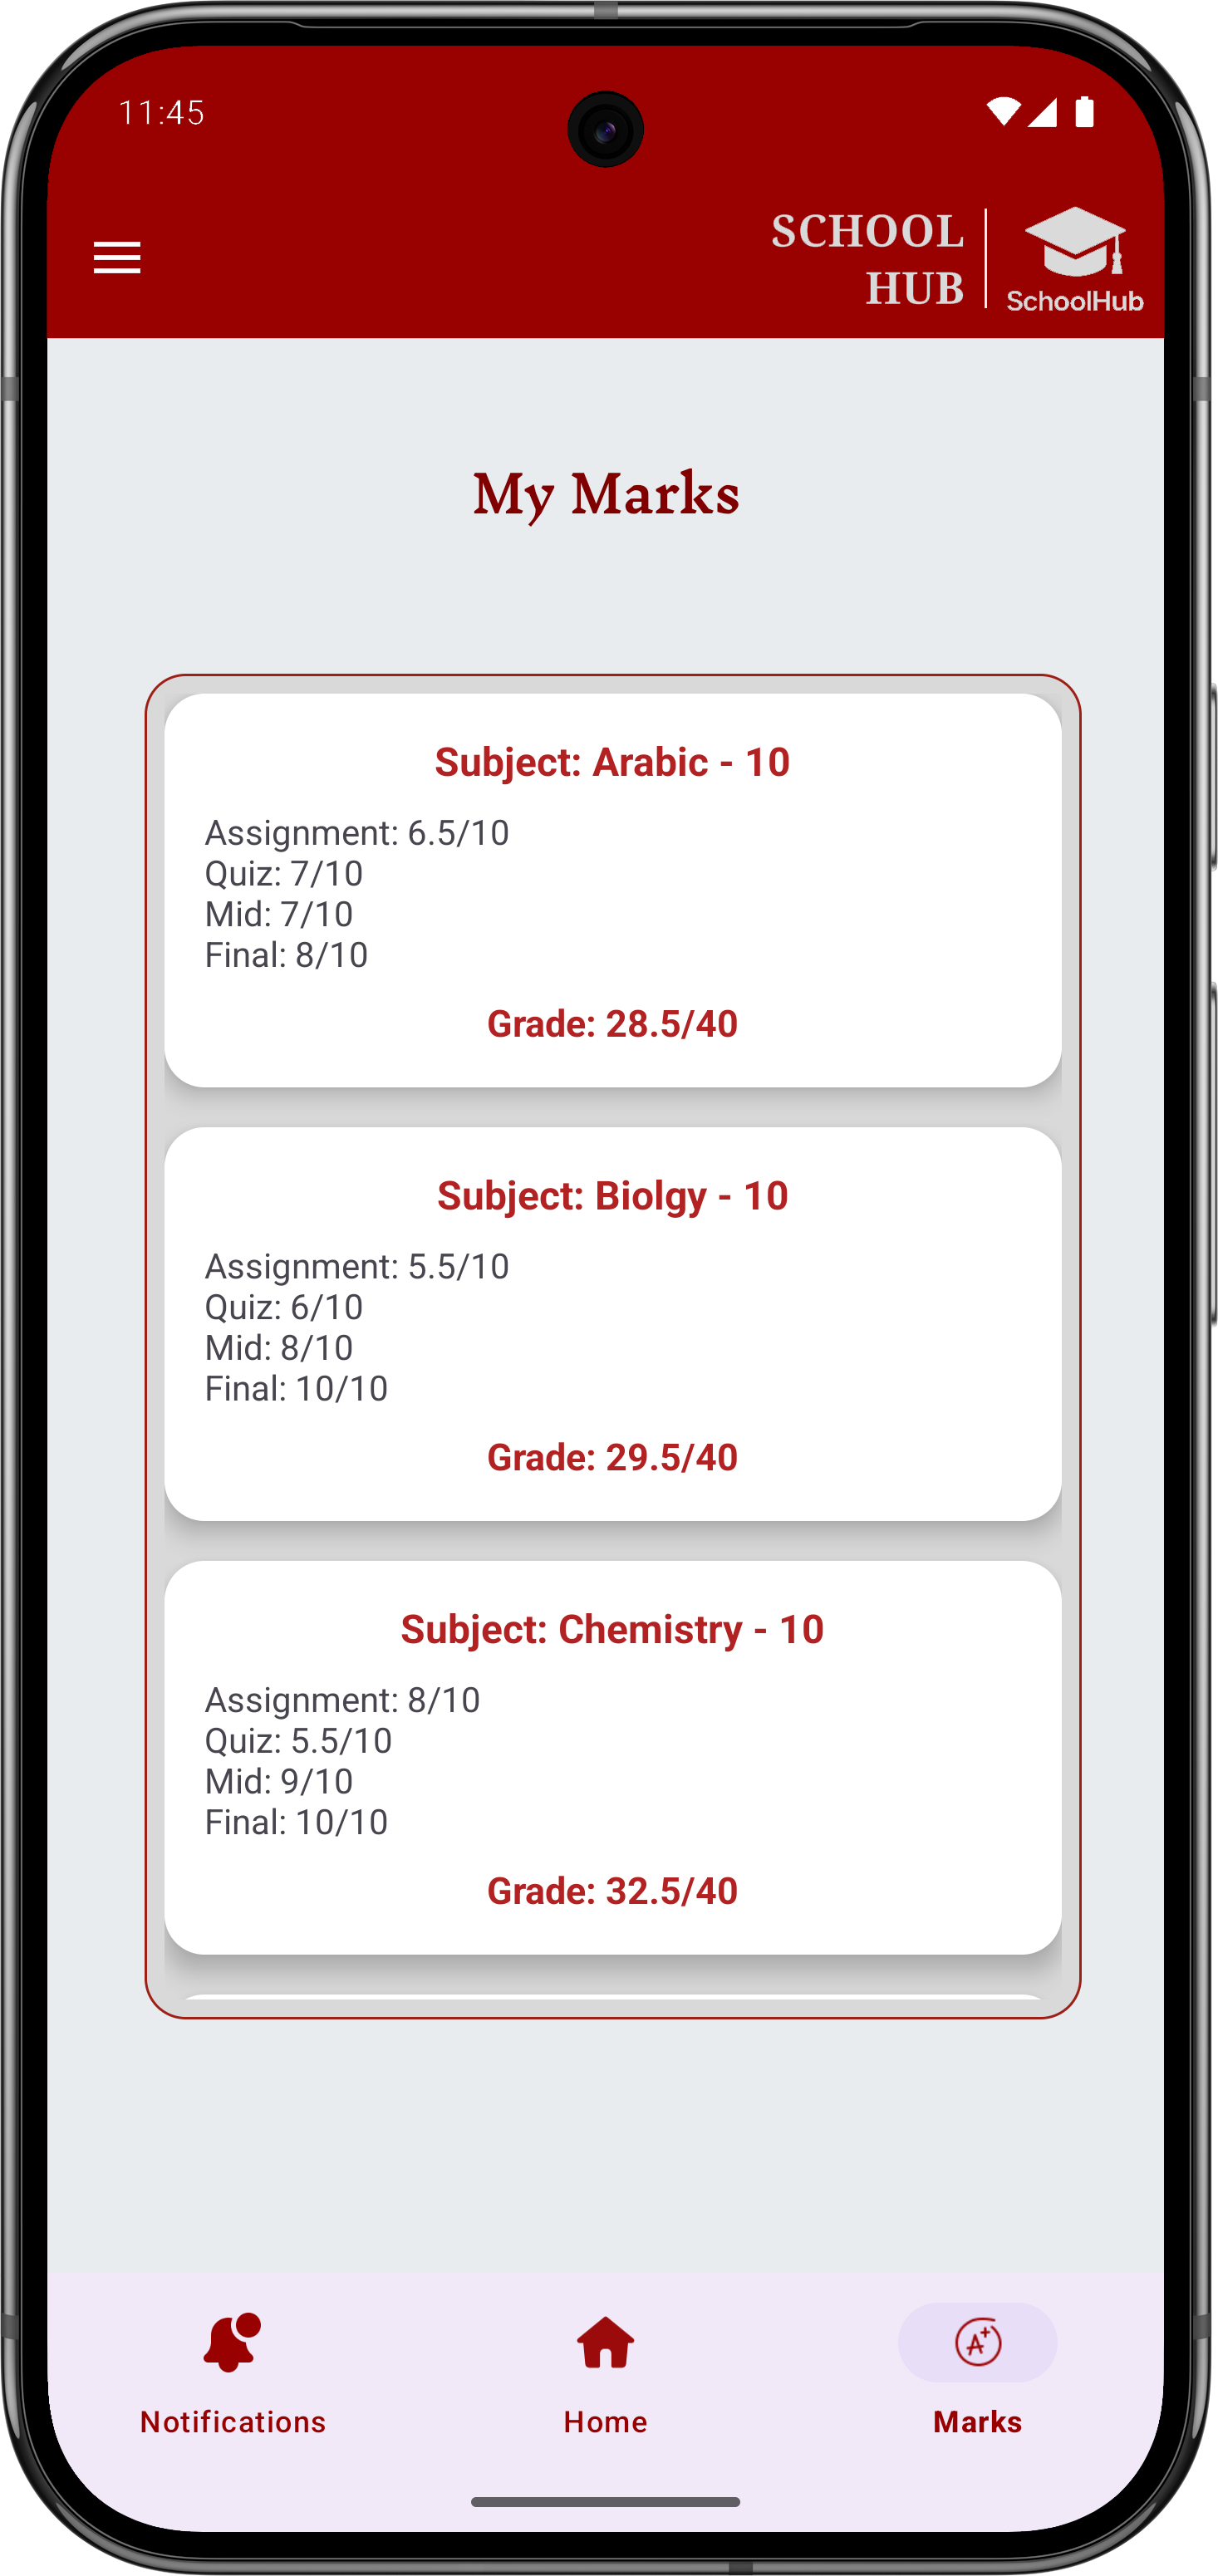 11:45
SCHOOL
HUB
SchoolHub
My Marks
Subject: Arabic - 10
Assignment: 6.5/10
Quiz: 7/10
Mid: 7/10
Final: 8/10
Grade: 28.5/40
Subject: Biolgy - 10
Assignment: 5.5/10
Quiz: 6/10
Mid: 8/10
Final: 10/10
Grade: 29.5/40
Subject: Chemistry - 10
Assignment: 8/10
Quiz: 5.5/10
Mid: 9/10
Final: 10/10
Grade: 32.5/40
A+
Notifications
Home
Marks